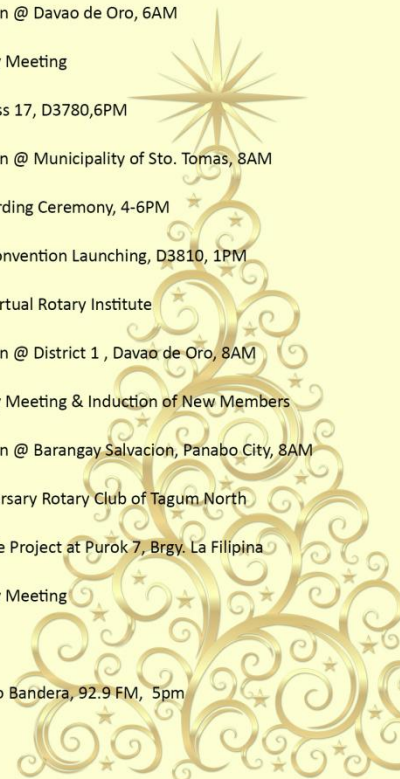 n @ Davao de Oro, 6AM
Meeting
ss 17, D3780,6PM
n @ Municipality of Sto. Tomas, 8AM
rding Ceremony, 4-6PM
onvention Launching, D3810, 1PM
rtual Rotary Institute
n @ District 1 , Davao de Oro, 8AM
Meeting & Induction of New Members
n @ Barangay Salvacion, Panabo City, 8AM
rsary Rotary Club of Tagum North
e Project at Purok 7, Brgy. La Filipina
Meeting
o Bandera, 92.9 FM,  5pm